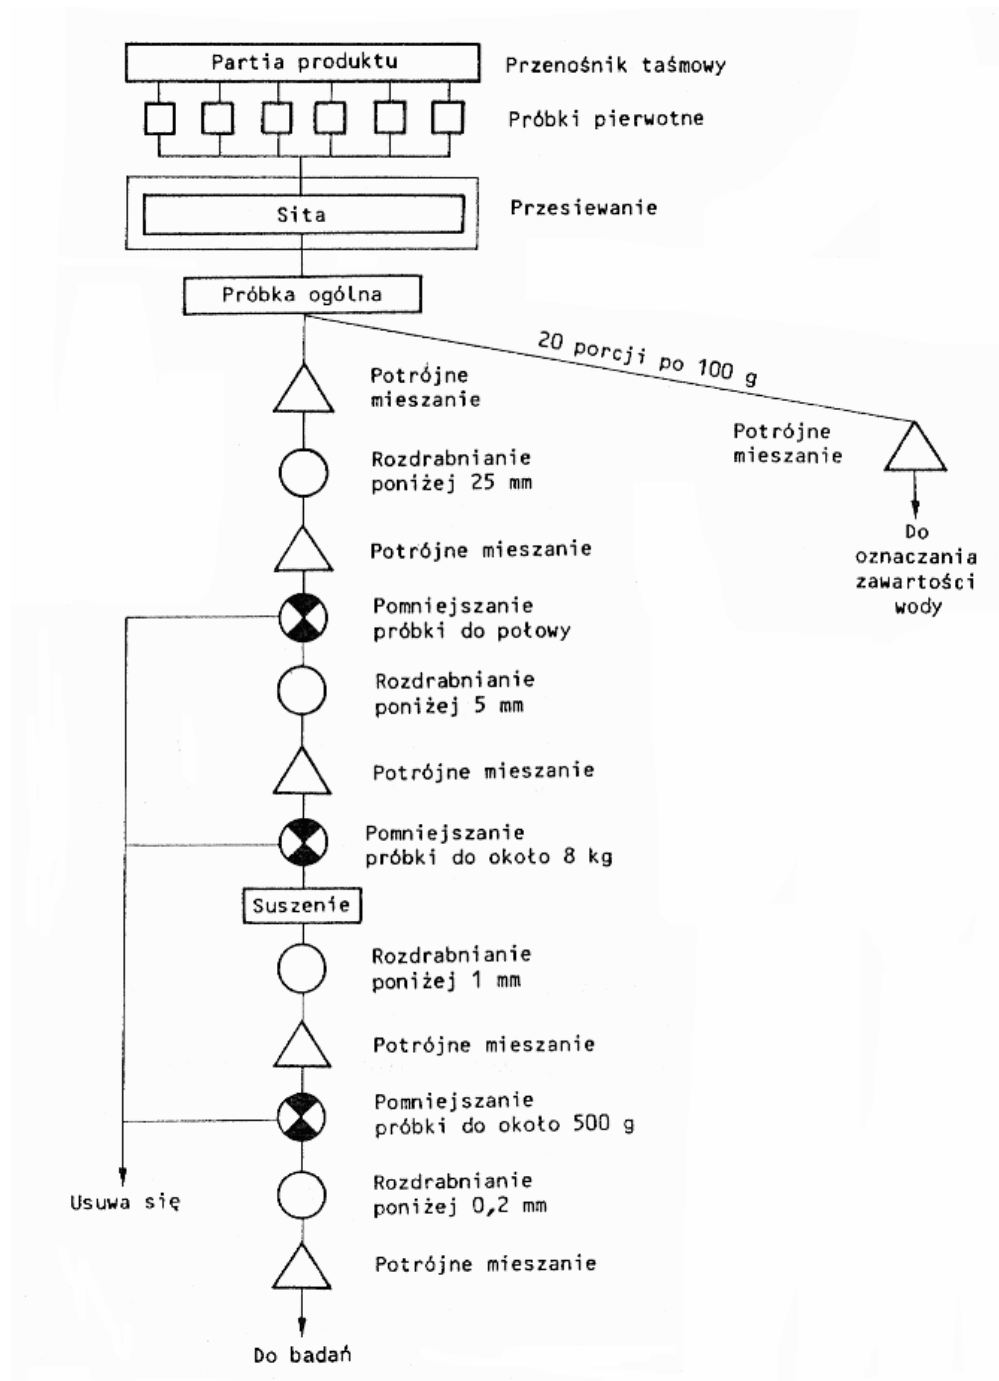 Partia produktu
Przenośnik taśmowy
Próbki pierwotne
Sita
Przesiewanie
Próbka ogólna
20 porcji po 100 g
Potrójne
mieszanie
Potrójne
mieszanie
Do
oznaczania
zawartości
wody
Rozdrabnianie
poniżej 25 mm
Potrójne mieszanie
Pomniejszanie
próbki do połowy
Rozdrabnianie
poniżej 5 mm
Potrójne mieszanie
Pomniejszanie
próbki do około 8 kg
Suszenie
Rozdrabnianie
poniżej 1 mm
Potrójne mieszanie
Pomniejszanie
próbki do około 500 g
Usuwa się
Rozdrabnianie
poniżej 0,2 mm
Potrójne mieszanie
Do badań